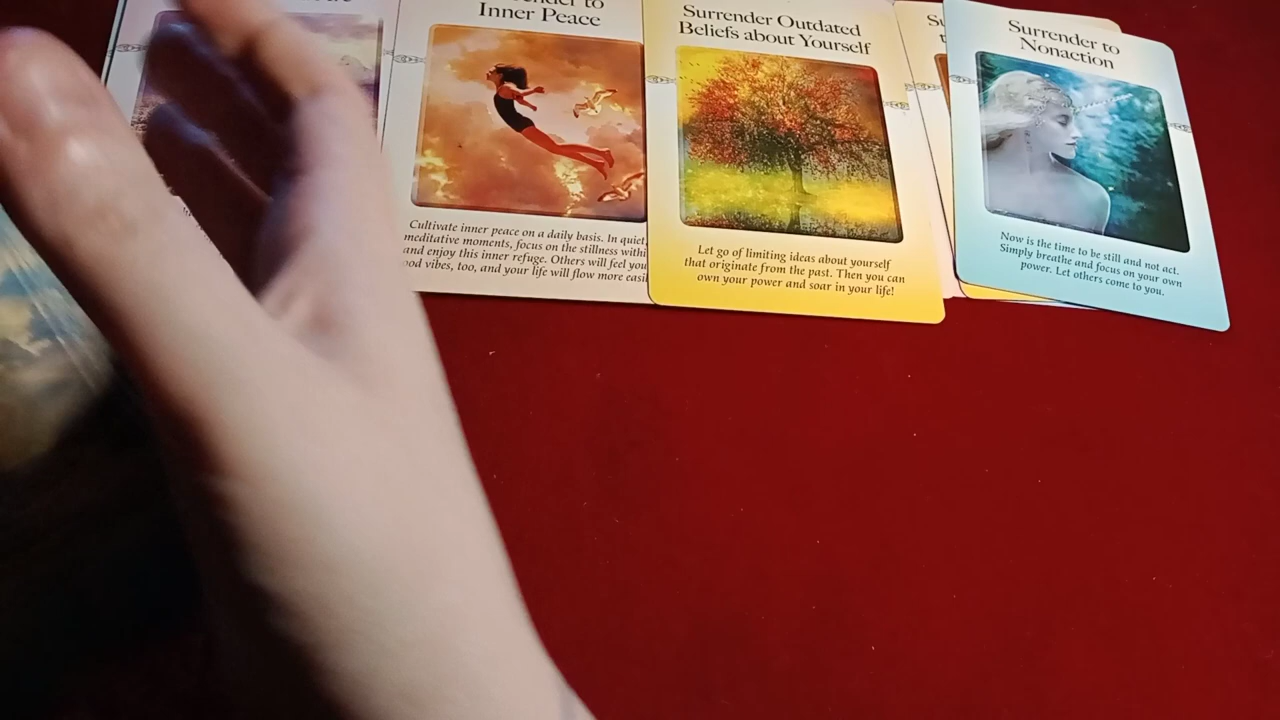 Inner Peace
Cultivate inner peace on a daily basis. In quiet,
meditative moments, focus on the stillness withi
and enjoy this inner refuge. Others will feel you
od vibes, too, and your life will flow more easil
Surrender Outdated
Beliefs about Yourself
Let go of limiting ideas about yourself
that originate from the past. Then you can
own your power and soar in your life!
Su
Surrender to
Nonaction
Now is the time to be still and not act.
Simply breathe and focus on your own
power. Let others come to you.